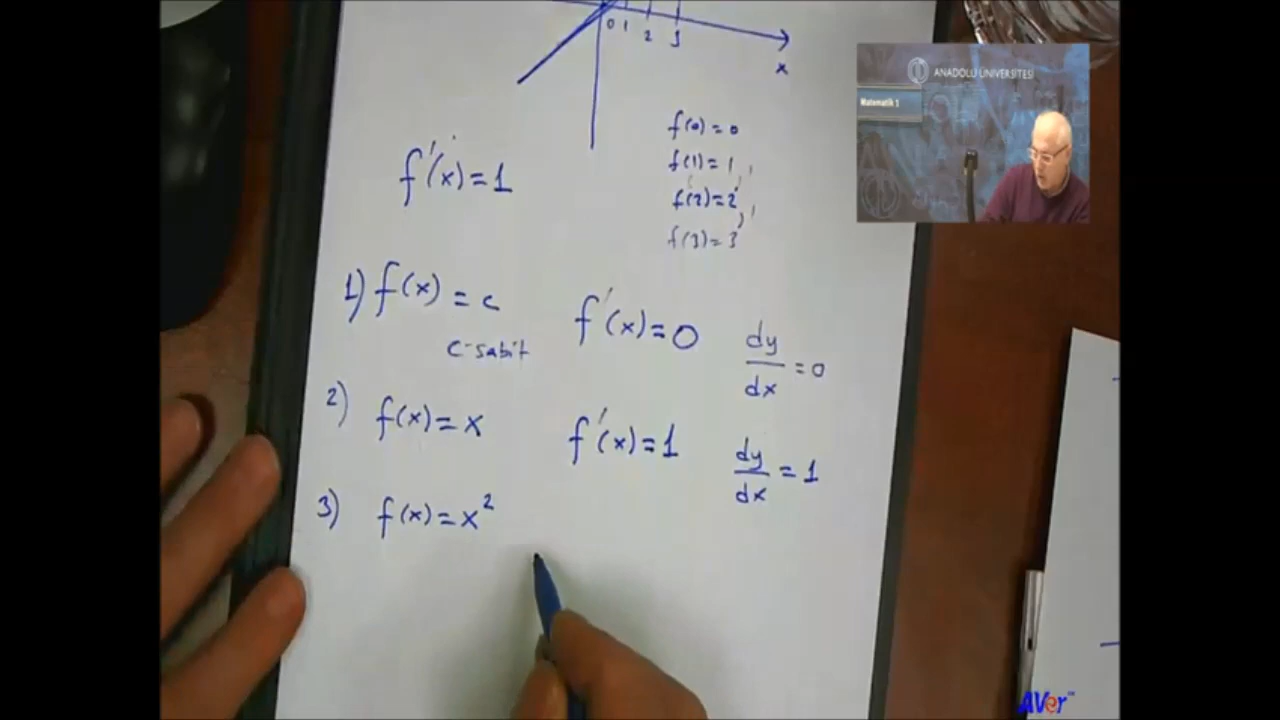 0 1 2 3
x
ANADOLU ÜNİVERSİTESİ
Matematik 1
f(0) = 0
f'(x) = 1
f(1) = 1
f(2) = 2
f(3) = 3
1) f(x) = c f'(x) = 0 dy/dx = 0
c-sabit
2) f(x) = x f'(x) = 1 dy/dx = 1
3) f(x) = x²
AVer™